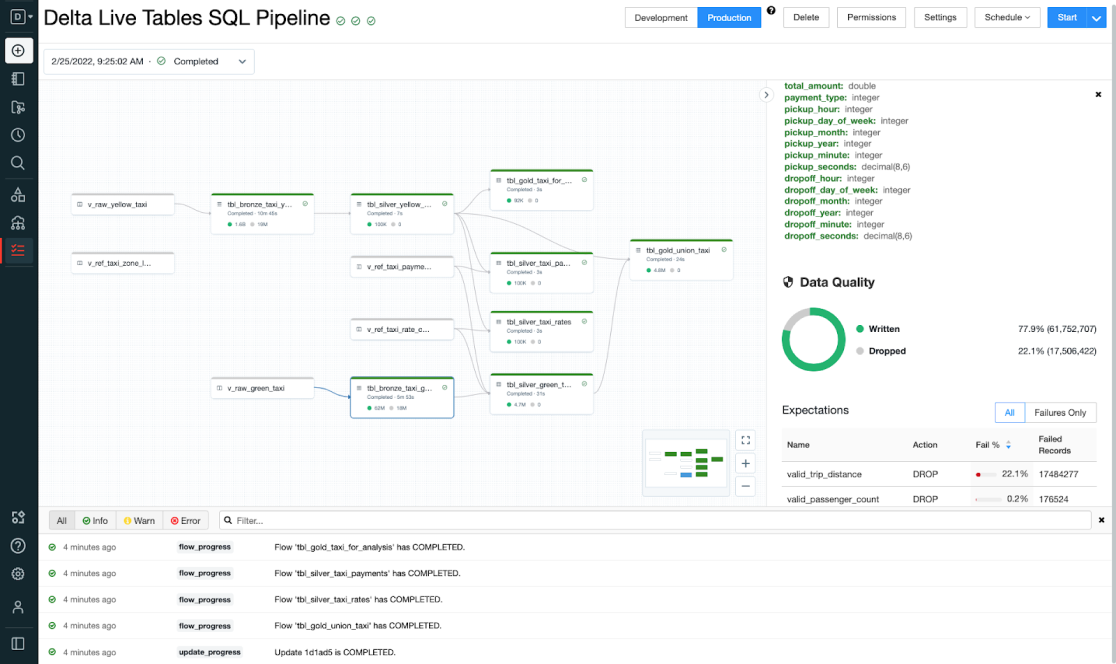 D
Delta Live Tables SQL Pipeline
Development Production Delete Permissions Settings Schedule Start
2/25/2022, 9:25:02 AM · Completed
total_amount: double
payment_type: integer
pickup_hour: integer
pickup_day_of_week: integer
pickup_month: integer
pickup_year: integer
pickup_minute: integer
pickup_seconds: decimal(8,6)
dropoff_hour: integer
dropoff_day_of_week: integer
dropoff_month: integer
dropoff_year: integer
dropoff_minute: integer
dropoff_seconds: decimal(8,6)
v_raw_yellow_taxi
v_ref_taxi_zone_l...
tbl_bronze_taxi_y...
Completed · 10m 45s
1.6B 19M
tbl_silver_yellow_...
Completed · 7s
100K 0
v_ref_taxi_payme...
v_ref_taxi_rate_c...
v_raw_green_taxi
tbl_bronze_taxi_g...
Completed · 5m 53s
62M 18M
tbl_gold_taxi_for_...
Completed · 3s
92K 0
tbl_silver_taxi_pa...
Completed · 3s
100K 0
tbl_silver_taxi_rates
Completed · 3s
100K 0
tbl_silver_green_t...
Completed · 31s
4.7M 0
tbl_gold_union_taxi
Completed · 24s
4.8M 0
Data Quality
Written 77.9% (61,752,707)
Dropped 22.1% (17,506,422)
Expectations
All Failures Only
Name Action Fail % Failed Records
valid_trip_distance DROP 22.1% 17484277
valid_passenger_count DROP 0.2% 176524
All Info Warn Error Filter...
4 minutes ago flow_progress Flow 'tbl_gold_taxi_for_analysis' has COMPLETED.
4 minutes ago flow_progress Flow 'tbl_silver_taxi_payments' has COMPLETED.
4 minutes ago flow_progress Flow 'tbl_silver_taxi_rates' has COMPLETED.
4 minutes ago flow_progress Flow 'tbl_gold_union_taxi' has COMPLETED.
4 minutes ago update_progress Update 1d1ad5 is COMPLETED.